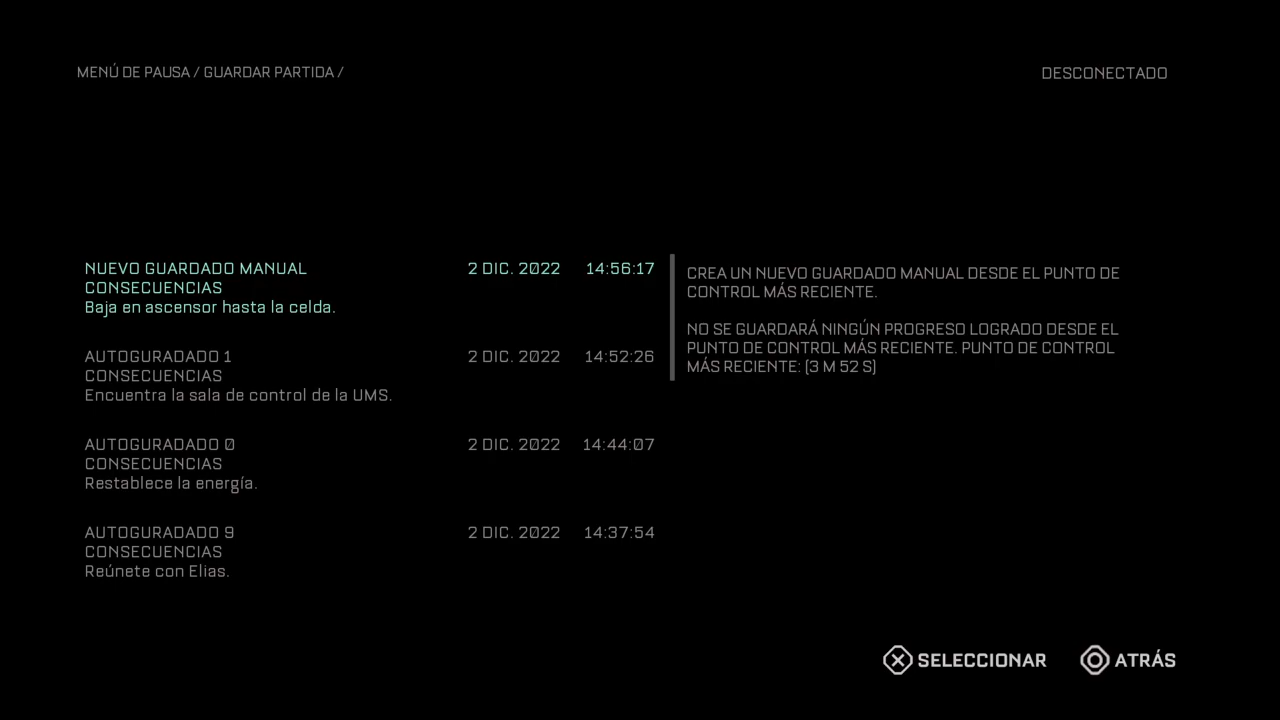 MENÚ DE PAUSA / GUARDAR PARTIDA /
DESCONECTADO
NUEVO GUARDADO MANUAL 2 DIC. 2022 14:56:17
CONSECUENCIAS
Baja en ascensor hasta la celda.
AUTOGURADADO 1 2 DIC. 2022 14:52:26
CONSECUENCIAS
Encuentra la sala de control de la UMS.
AUTOGURADADO 0 2 DIC. 2022 14:44:07
CONSECUENCIAS
Restablece la energía.
AUTOGURADADO 9 2 DIC. 2022 14:37:54
CONSECUENCIAS
Reúnete con Elias.
CREA UN NUEVO GUARDADO MANUAL DESDE EL PUNTO DE
CONTROL MÁS RECIENTE.
NO SE GUARDARÁ NINGÚN PROGRESO LOGRADO DESDE EL
PUNTO DE CONTROL MÁS RECIENTE. PUNTO DE CONTROL
MÁS RECIENTE: (3 M 52 S)
SELECCIONAR ATRÁS